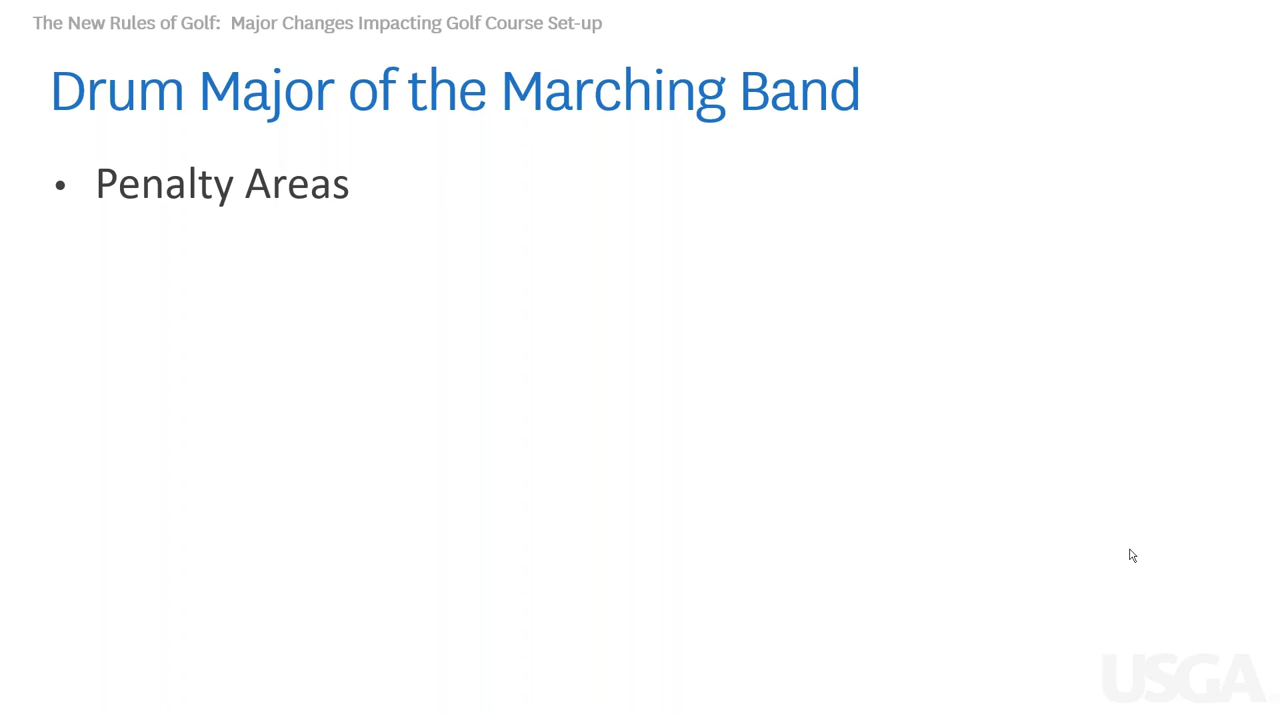 The New Rules of Golf: Major Changes Impacting Golf Course Set-up
Drum Major of the Marching Band
• Penalty Areas
USGA